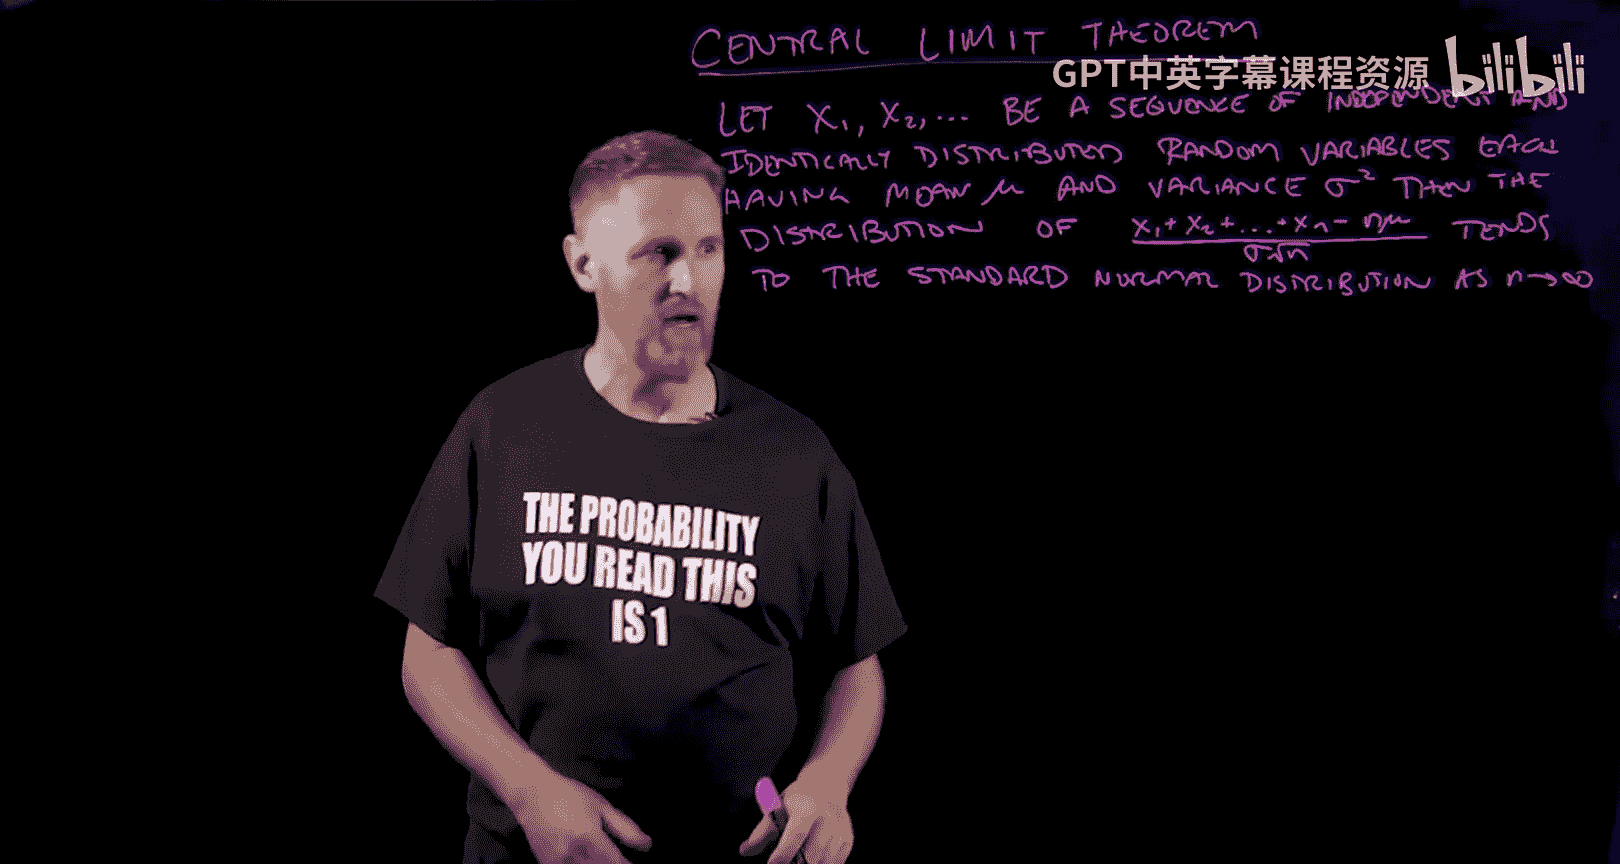 CENTRAL LIMIT THEOREM
GPT中英字幕课程资源 bilibili
LET X₁, X₂, ... BE A SEQUENCE OF INDEPENDENT AND
IDENTICALLY DISTRIBUTED RANDOM VARIABLES EACH
HAVING MEAN μ AND VARIANCE σ² THEN THE
DISTRIBUTION OF (X₁+X₂+...+Xₙ - nμ)/(σ√n) TENDS
TO THE STANDARD NORMAL DISTRIBUTION AS n→∞
THE PROBABILITY
YOU READ THIS
IS 1